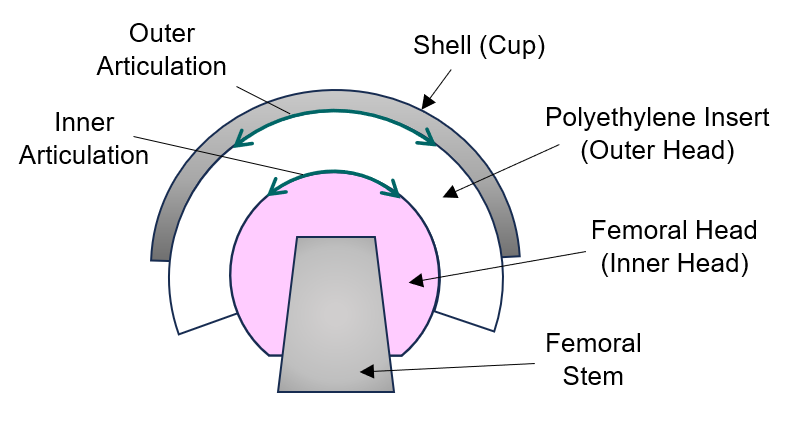 Outer
Articulation
Shell (Cup)
Inner
Articulation
Polyethylene Insert
(Outer Head)
Femoral Head
(Inner Head)
Femoral
Stem